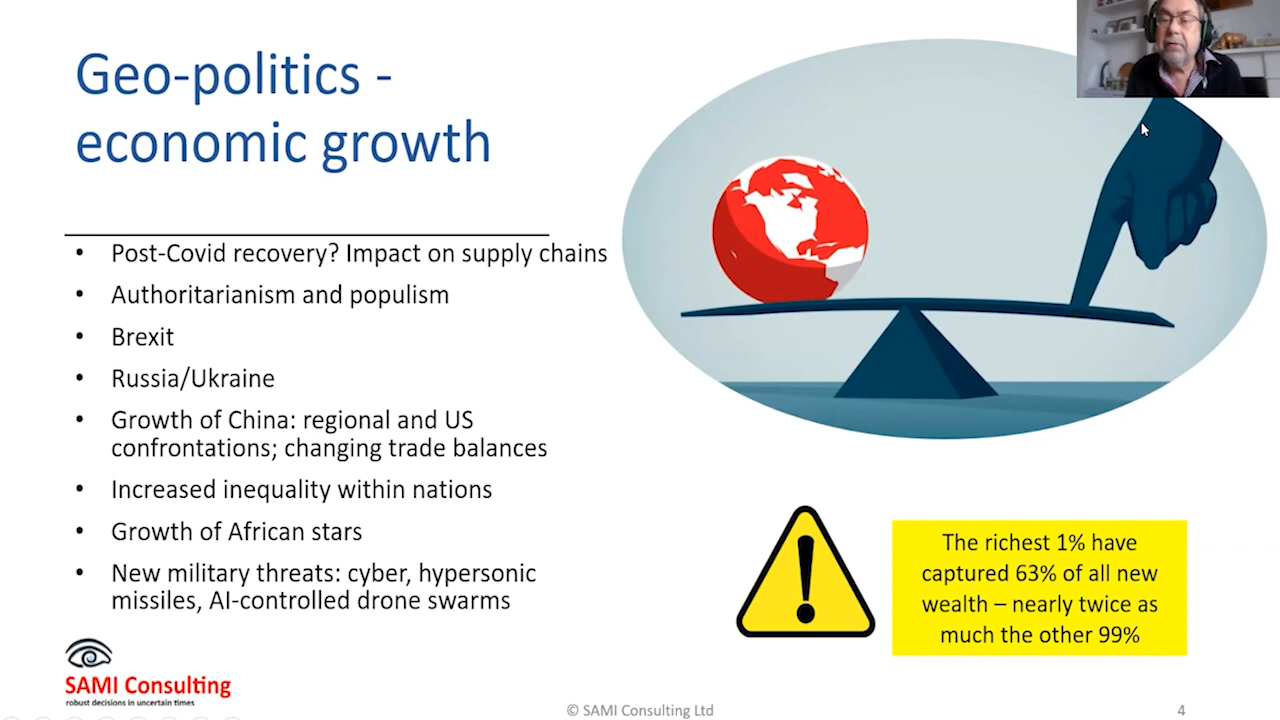 Geo-politics -
economic growth
• Post-Covid recovery? Impact on supply chains
• Authoritarianism and populism
• Brexit
• Russia/Ukraine
• Growth of China: regional and US
confrontations; changing trade balances
• Increased inequality within nations
• Growth of African stars
• New military threats: cyber, hypersonic
missiles, AI-controlled drone swarms
The richest 1% have
captured 63% of all new
wealth – nearly twice as
much the other 99%
SAMI Consulting
robust decisions in uncertain times
© SAMI Consulting Ltd
4